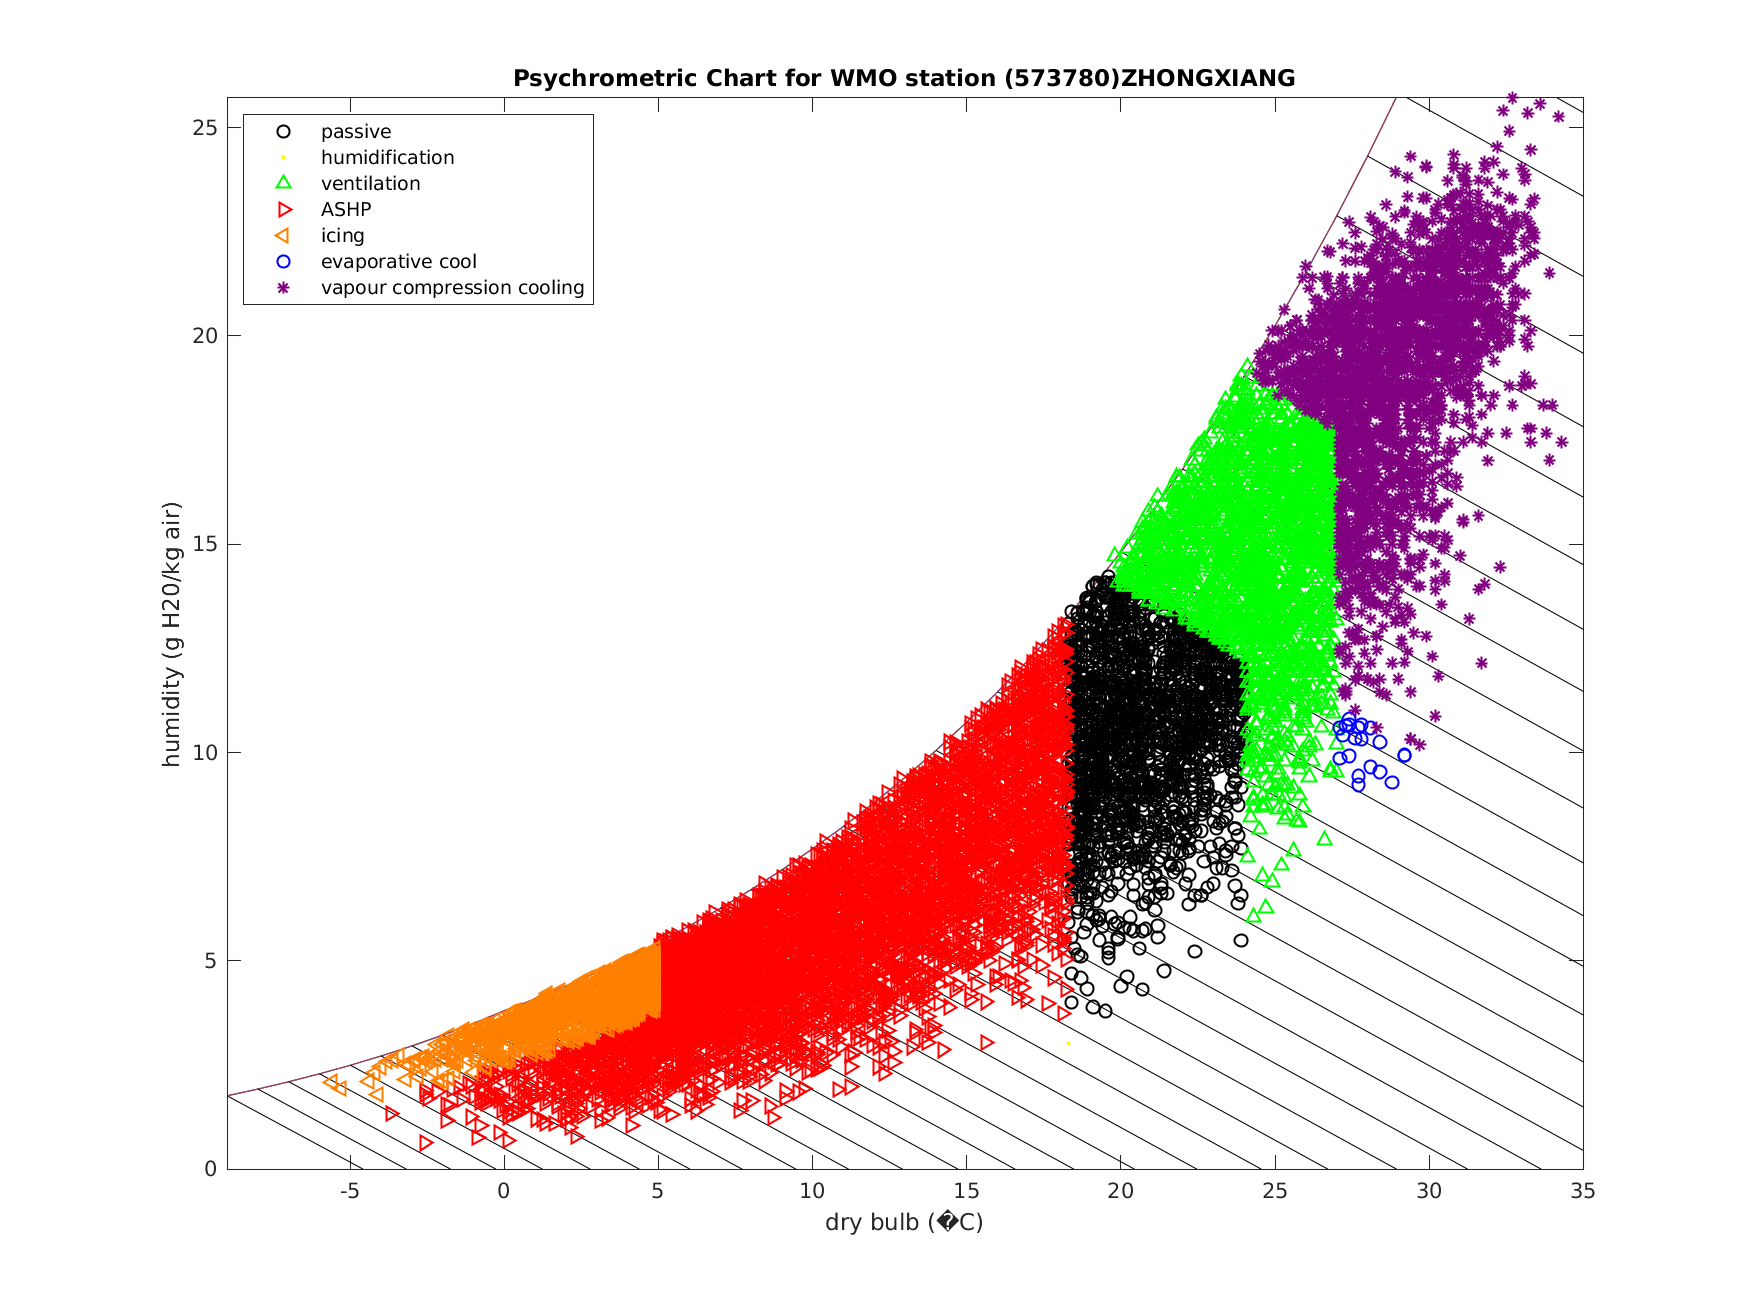 Psychrometric Chart for WMO station (573780)ZHONGXIANG
passive
humidification
ventilation
ASHP
icing
evaporative cool
vapour compression cooling
humidity (g H20/kg air)
25
20
15
10
5
0
-5 0 5 10 15 20 25 30 35
dry bulb (�C)